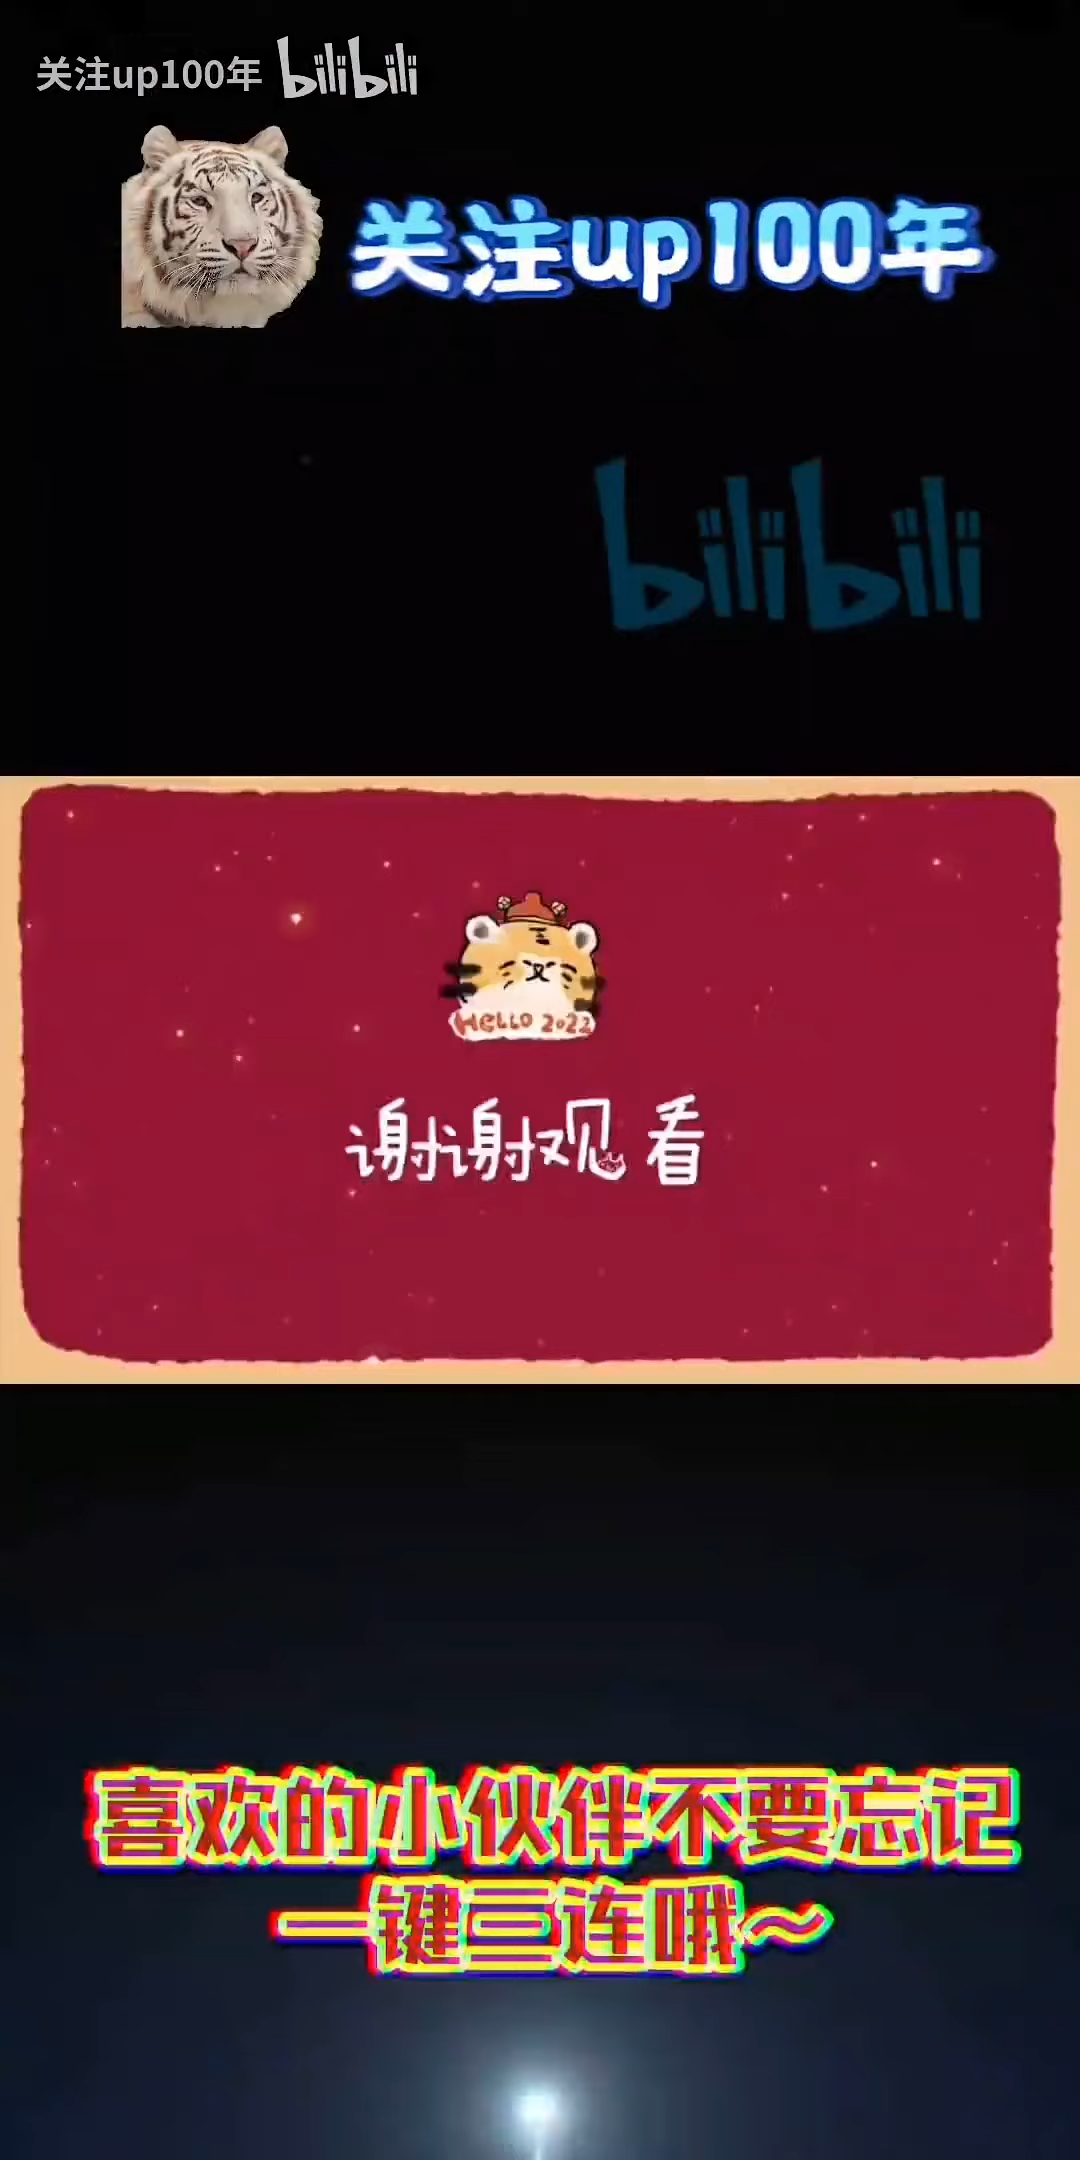 关注up100年 bilibili
关注up100年
bilibili
HELLO 2022
谢谢观看
喜欢的小伙伴不要忘记
一键三连哦～